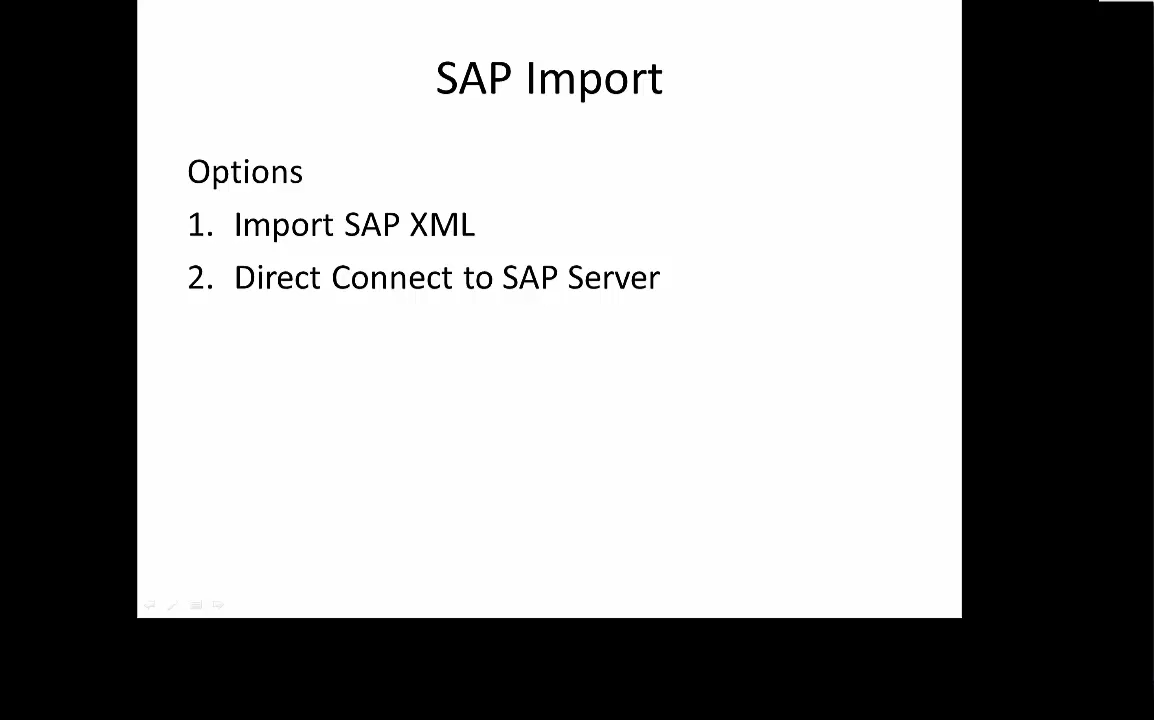 SAP Import
Options
1. Import SAP XML
2. Direct Connect to SAP Server